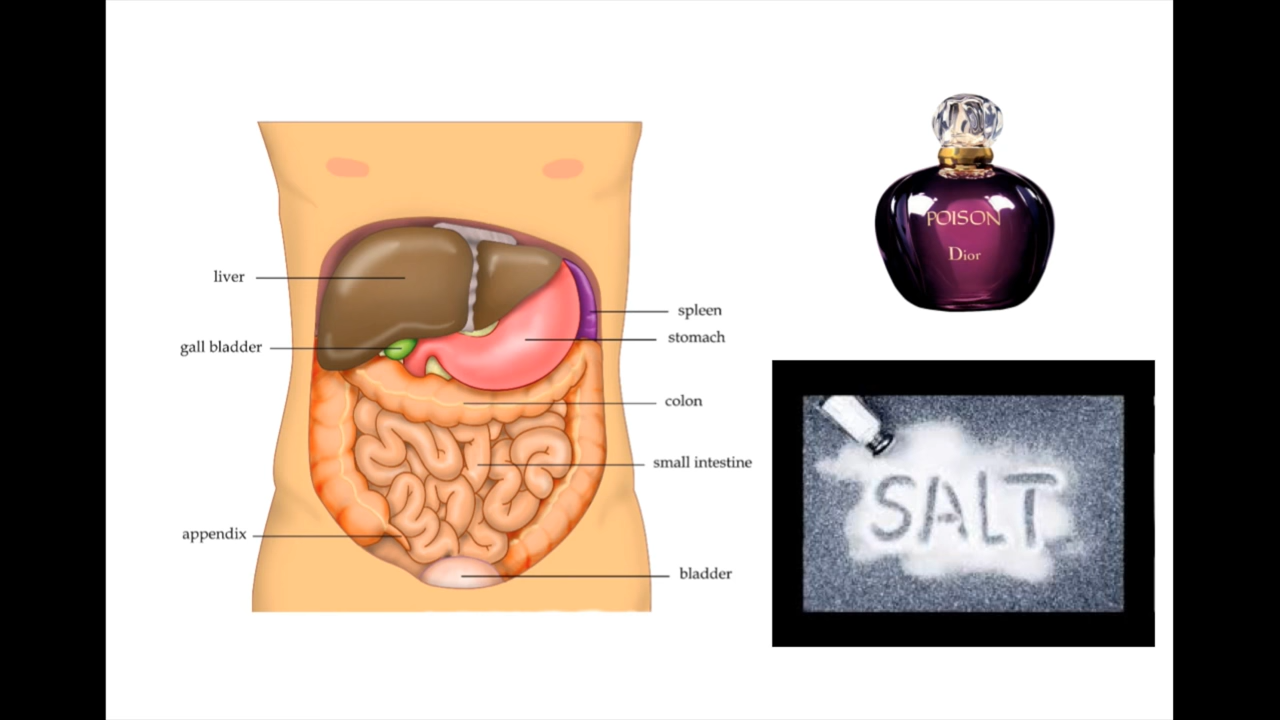 liver
gall bladder
appendix
spleen
stomach
colon
small intestine
bladder
POISON
Dior
SALT